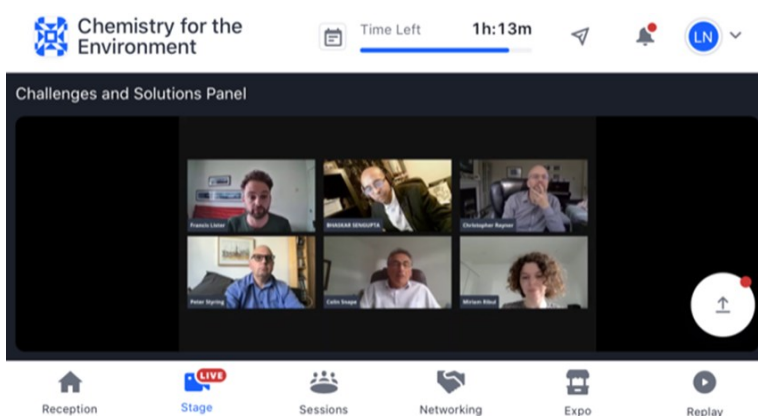 Chemistry for the
Environment
Time Left
1h:13m
LN
Challenges and Solutions Panel
Francis Lister
BHASKAR SENGUPTA
Christopher Rayner
Peter Styring
Colin Snape
Miriam Ribul
LIVE
Reception
Stage
Sessions
Networking
Expo
Replay